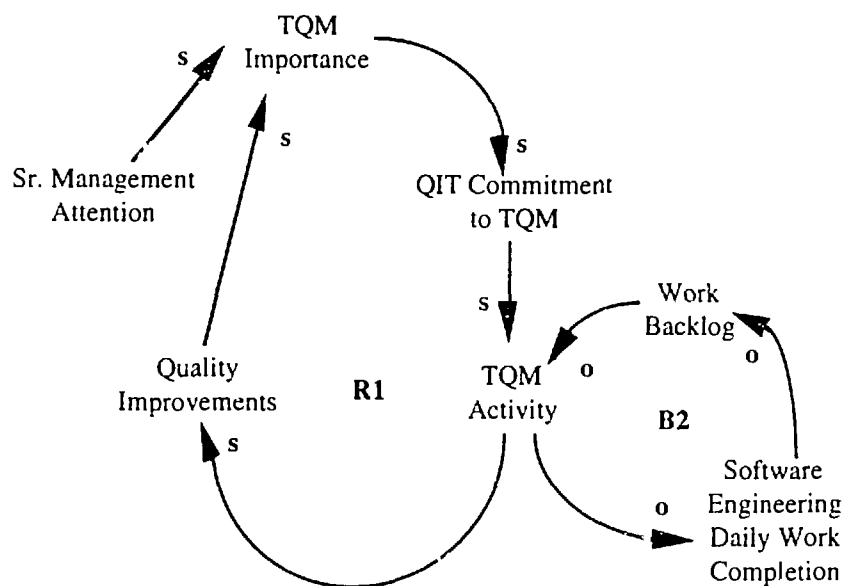 TQM
Importance
s
s
s
Sr. Management
Attention
QIT Commitment
to TQM
s
Work
Backlog
o
o
Quality
Improvements
R1
TQM
Activity
B2
s
o
Software
Engineering
Daily Work
Completion